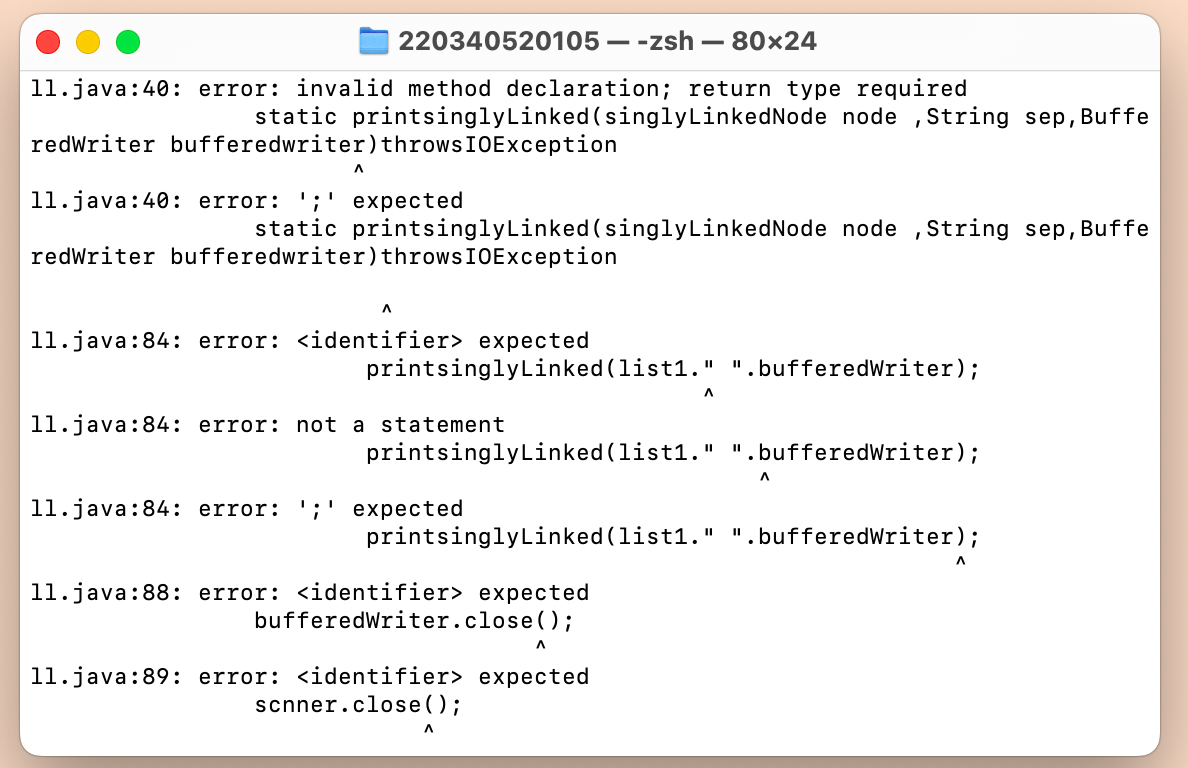 220340520105 — -zsh — 80×24
ll.java:40: error: invalid method declaration; return type required
static printsinglyLinked(singlyLinkedNode node ,String sep,Buffe
redWriter bufferedwriter)throwsIOException
^
ll.java:40: error: ';' expected
static printsinglyLinked(singlyLinkedNode node ,String sep,Buffe
redWriter bufferedwriter)throwsIOException
^
ll.java:84: error: <identifier> expected
printsinglyLinked(list1." ".bufferedWriter);
^
ll.java:84: error: not a statement
printsinglyLinked(list1." ".bufferedWriter);
^
ll.java:84: error: ';' expected
printsinglyLinked(list1." ".bufferedWriter);
^
ll.java:88: error: <identifier> expected
bufferedWriter.close();
^
ll.java:89: error: <identifier> expected
scnner.close();
^